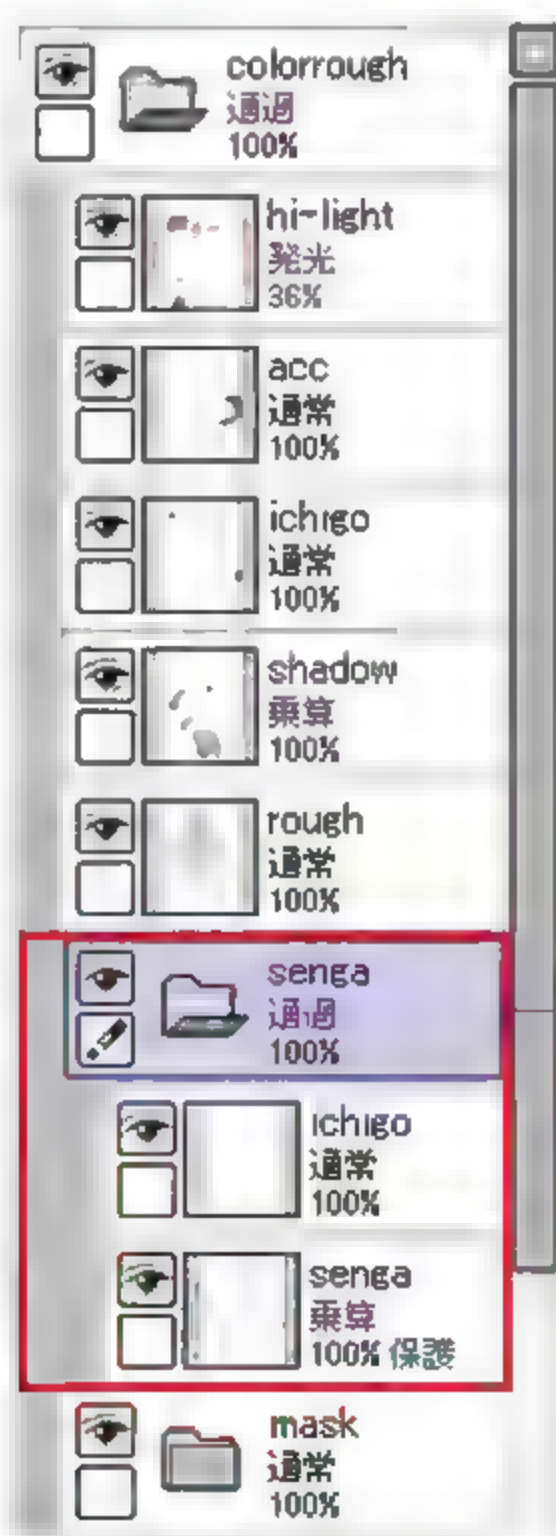 colorrough
通過
100%
hi-light
発光
36%
acc
通常
100%
ichigo
通常
100%
shadow
乗算
100%
rough
通常
100%
senga
通過
100%
ichigo
通常
100%
senga
乗算
100% 保護
mask
通常
100%